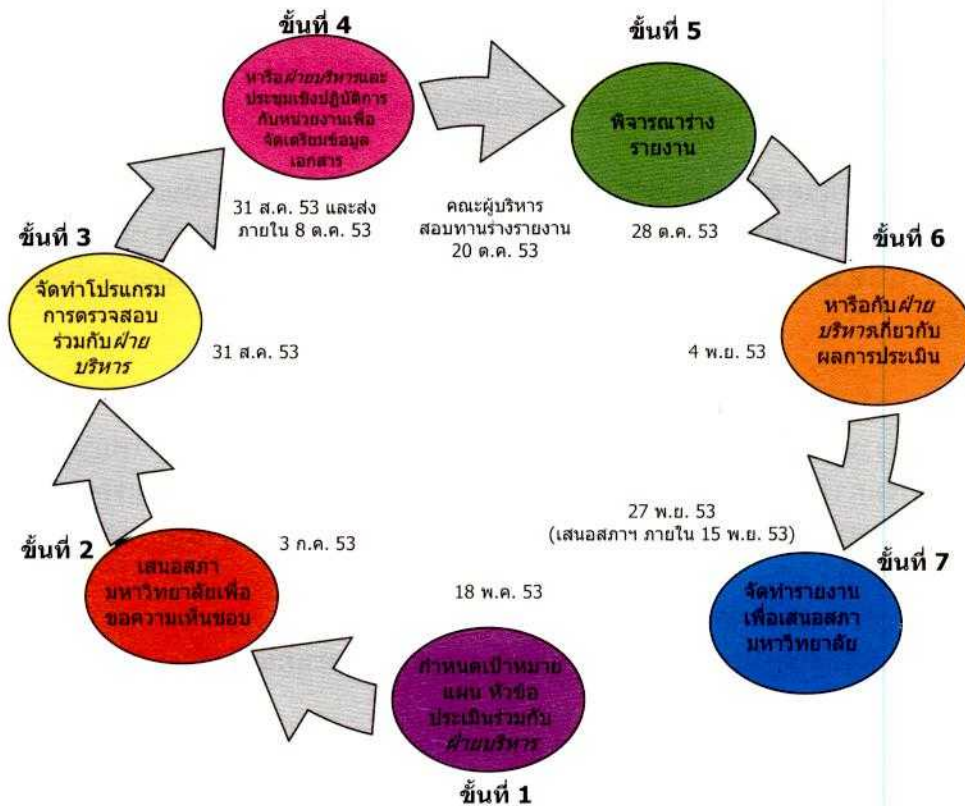 ขั้นที่ 4
หารือฝ่ายบริหารและ
ประชุมเชิงปฏิบัติการ
กับหน่วยงานเพื่อ
จัดเตรียมข้อมูล
เอกสาร
31 ส.ค. 53 และส่ง
ภายใน 8 ต.ค. 53
คณะผู้บริหาร
สอบทานร่างรายงาน
20 ต.ค. 53
ขั้นที่ 5
พิจารณาร่าง
รายงาน
28 ต.ค. 53
ขั้นที่ 3
จัดทำโปรแกรม
การตรวจสอบ
ร่วมกับฝ่าย
บริหาร
31 ส.ค. 53
ขั้นที่ 6
หารือกับฝ่าย
บริหารเกี่ยวกับ
ผลการประเมิน
4 พ.ย. 53
ขั้นที่ 2
เสนอสภา
มหาวิทยาลัยเพื่อ
ขอความเห็นชอบ
3 ก.ค. 53
27 พ.ย. 53
(เสนอสภาฯ ภายใน 15 พ.ย. 53)
ขั้นที่ 7
จัดทำรายงาน
เพื่อเสนอสภา
มหาวิทยาลัย
18 พ.ค. 53
กำหนดเป้าหมาย
แผน หัวข้อ
ประเมินร่วมกับ
ฝ่ายบริหาร
ขั้นที่ 1